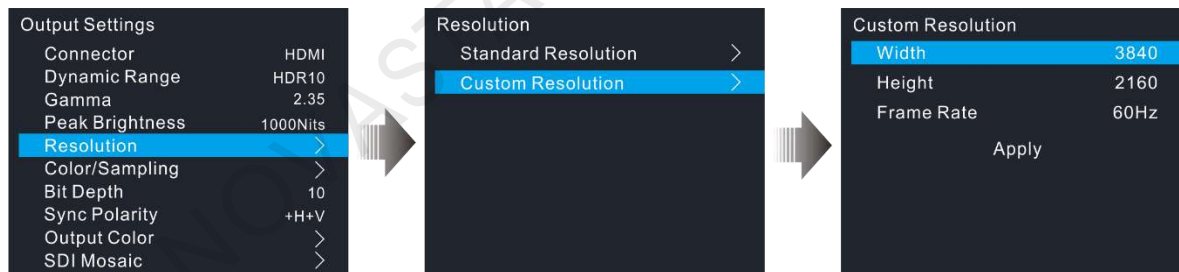 Output Settings
Connector HDMI
Dynamic Range HDR10
Gamma 2.35
Peak Brightness 1000Nits
Resolution >
Color/Sampling >
Bit Depth 10
Sync Polarity +H+V
Output Color >
SDI Mosaic >
Resolution
Standard Resolution >
Custom Resolution >
Custom Resolution
Width 3840
Height 2160
Frame Rate 60Hz
Apply
NOVASTA